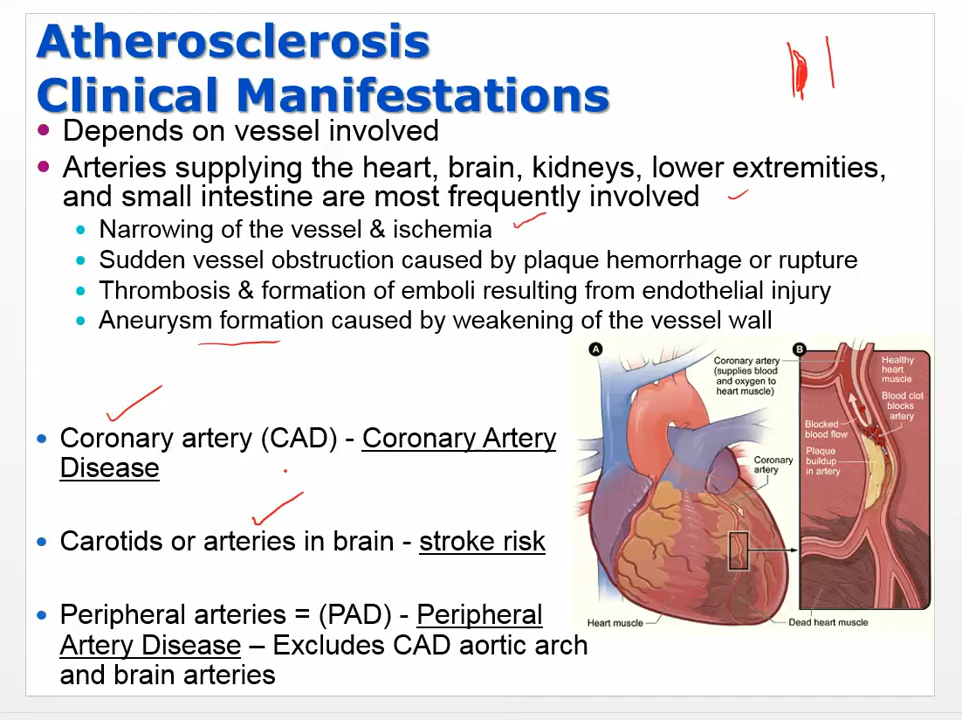 Atherosclerosis
Clinical Manifestations
• Depends on vessel involved
• Arteries supplying the heart, brain, kidneys, lower extremities,
and small intestine are most frequently involved
• Narrowing of the vessel & ischemia
• Sudden vessel obstruction caused by plaque hemorrhage or rupture
• Thrombosis & formation of emboli resulting from endothelial injury
• Aneurysm formation caused by weakening of the vessel wall
• Coronary artery (CAD) - Coronary Artery
Disease
• Carotids or arteries in brain - stroke risk
• Peripheral arteries = (PAD) - Peripheral
Artery Disease – Excludes CAD aortic arch
and brain arteries
A
Coronary artery
(supplies blood
and oxygen to
heart muscle)
Coronary
artery
Heart muscle
Dead heart muscle
B
Healthy
heart
muscle
Blood clot
blocks
artery
Blocked
blood flow
Plaque
buildup
in artery